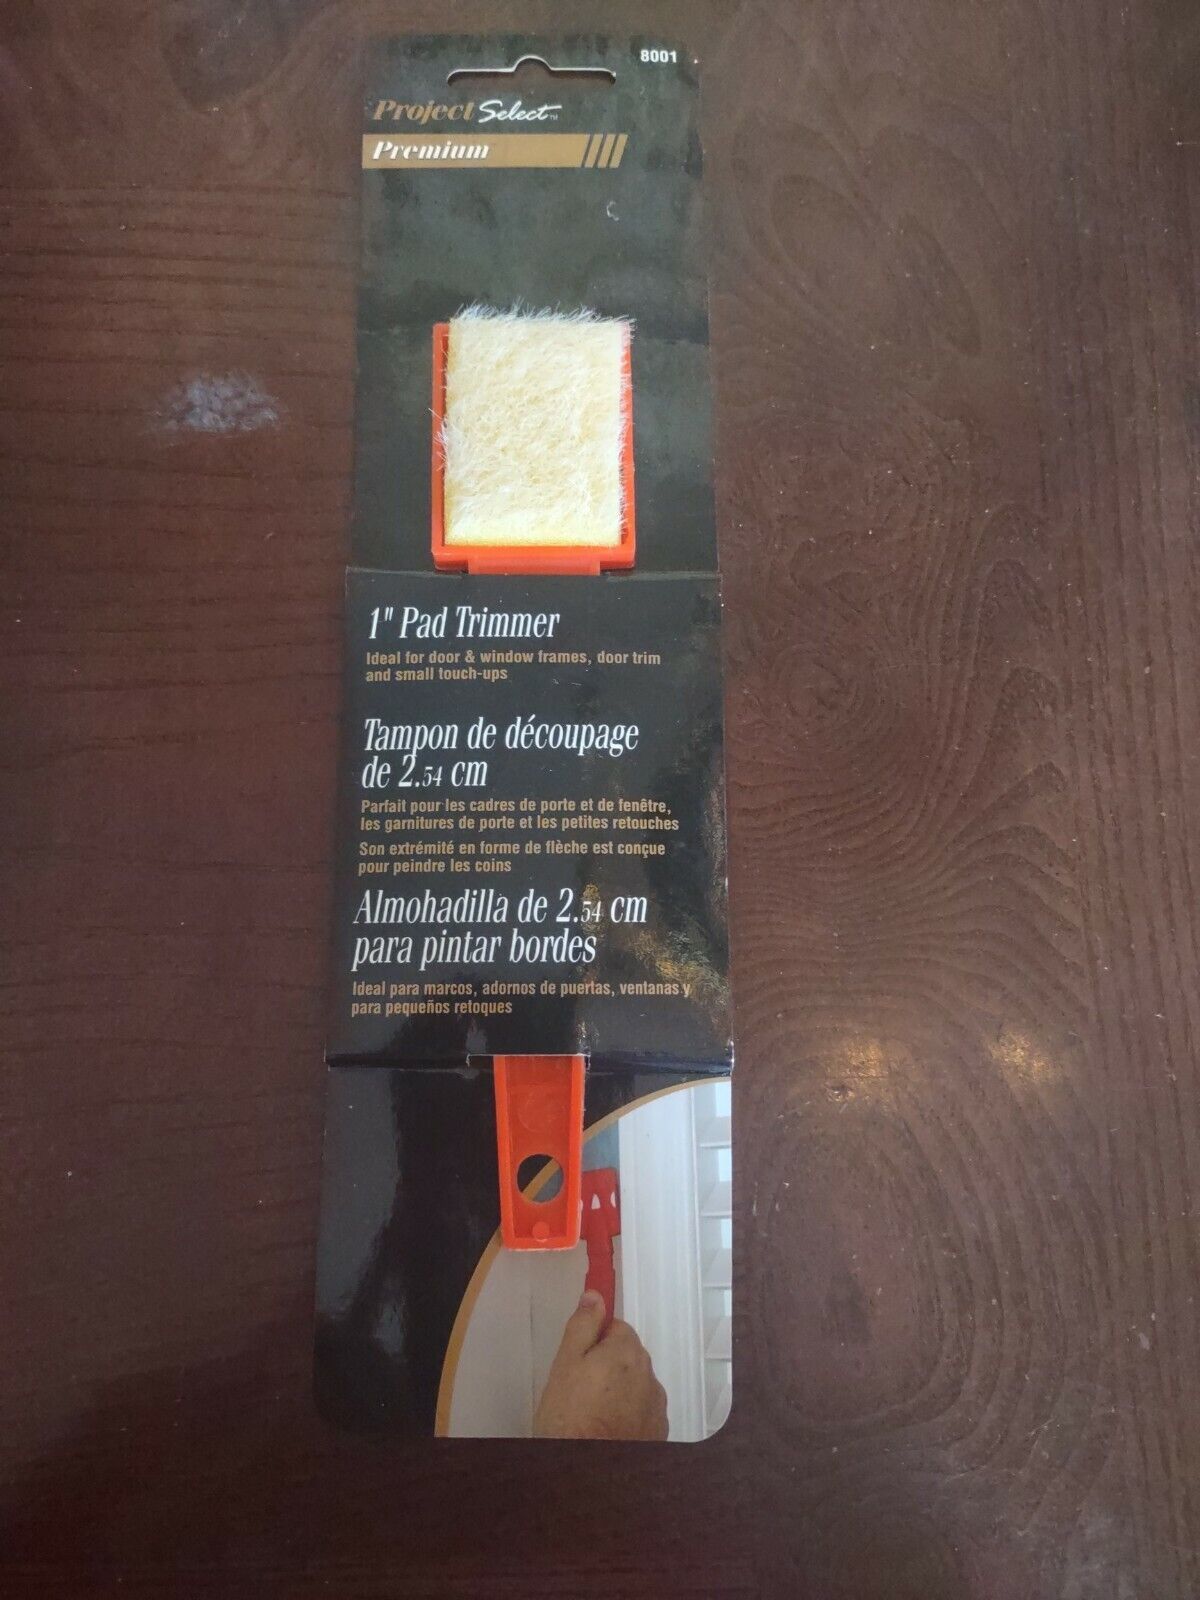 8001
Project Select™
Premium
1" Pad Trimmer
Ideal for door & window frames, door trim
and small touch-ups
Tampon de découpage
de 2.54 cm
Parfait pour les cadres de porte et de fenêtre,
les garnitures de porte et les petites retouches
Son extrémité en forme de flèche est conçue
pour peindre les coins
Almohadilla de 2.54 cm
para pintar bordes
Ideal para marcos, adornos de puertas, ventanas y
para pequeños retoques